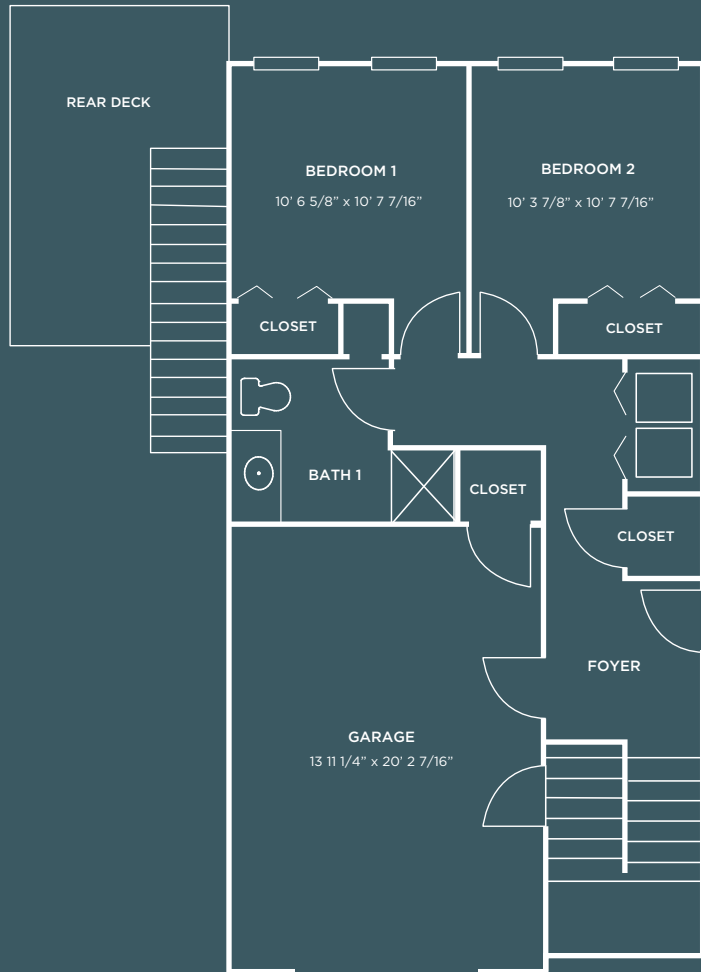 REAR DECK
BEDROOM 1
10’ 6 5/8” x 10’ 7 7/16”
BEDROOM 2
10’ 3 7/8” x 10’ 7 7/16”
CLOSET
CLOSET
BATH 1
CLOSET
CLOSET
FOYER
GARAGE
13 11 1/4” x 20’ 2 7/16”